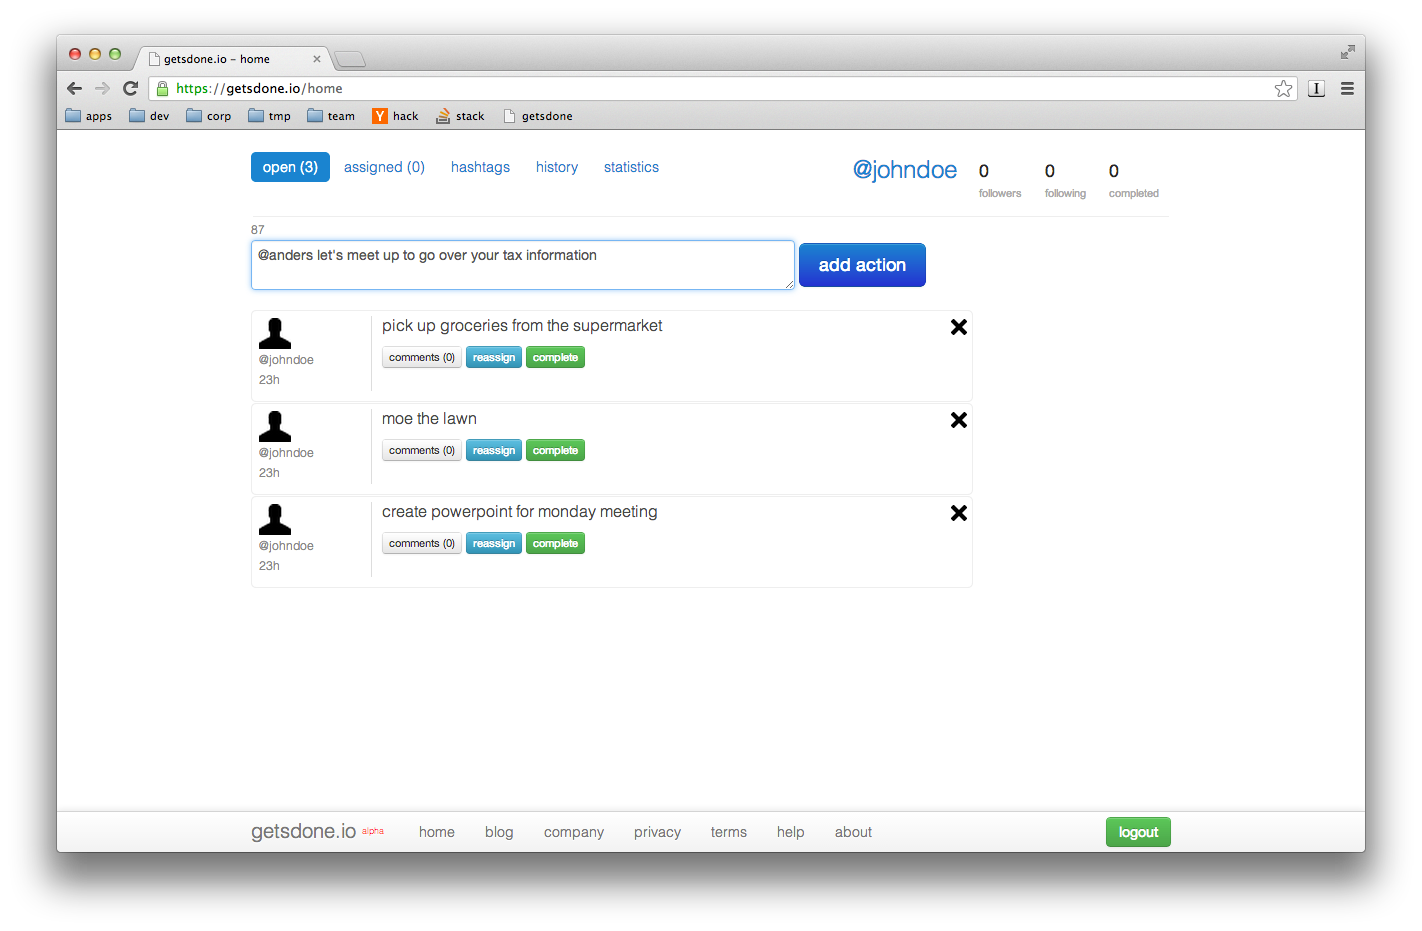 getsdone.io – home
https://getsdone.io/home
apps dev corp tmp team Y hack stack getsdone
open (3) assigned (0) hashtags history statistics @johndoe 0 0 0
followers following completed
87
@anders let's meet up to go over your tax information
add action
pick up groceries from the supermarket
comments (0) reassign complete
@johndoe
23h
moe the lawn
comments (0) reassign complete
@johndoe
23h
create powerpoint for monday meeting
comments (0) reassign complete
@johndoe
23h
getsdone.io alpha home blog company privacy terms help about logout